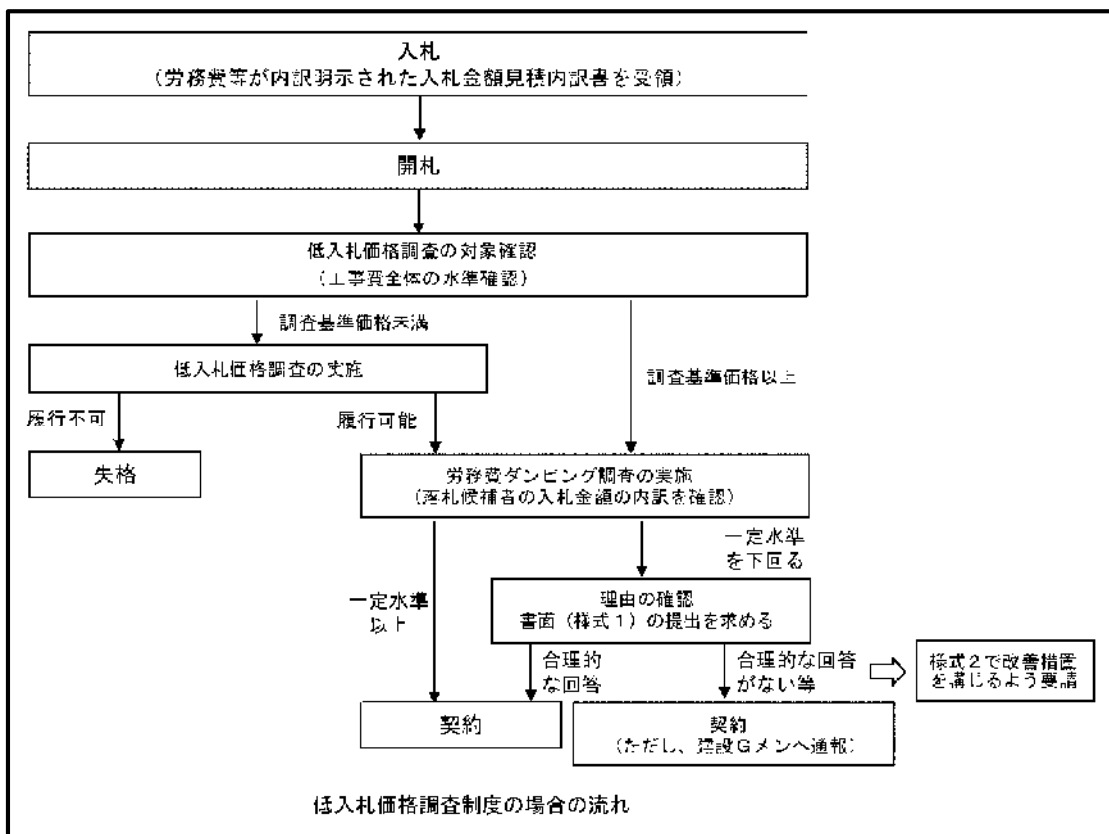 入札
（労務費等が内訳明示された入札金額見積内訳書を受領）
開札
低入札価格調査の対象確認
（工事費全体の水準確認）
調査基準価格未満
低入札価格調査の実施
調査基準価格以上
履行不可
履行可能
失格
労務費ダンピング調査の実施
（落札候補者の入札金額の内訳を確認）
一定水準
を下回る
一定水準
以上
理由の確認
書面（様式１）の提出を求める
合理的
な回答
合理的な回答
がない等
様式２で改善措置
を講じるよう要請
契約
契約
（ただし、建設Ｇメンへ通報）
低入札価格調査制度の場合の流れ